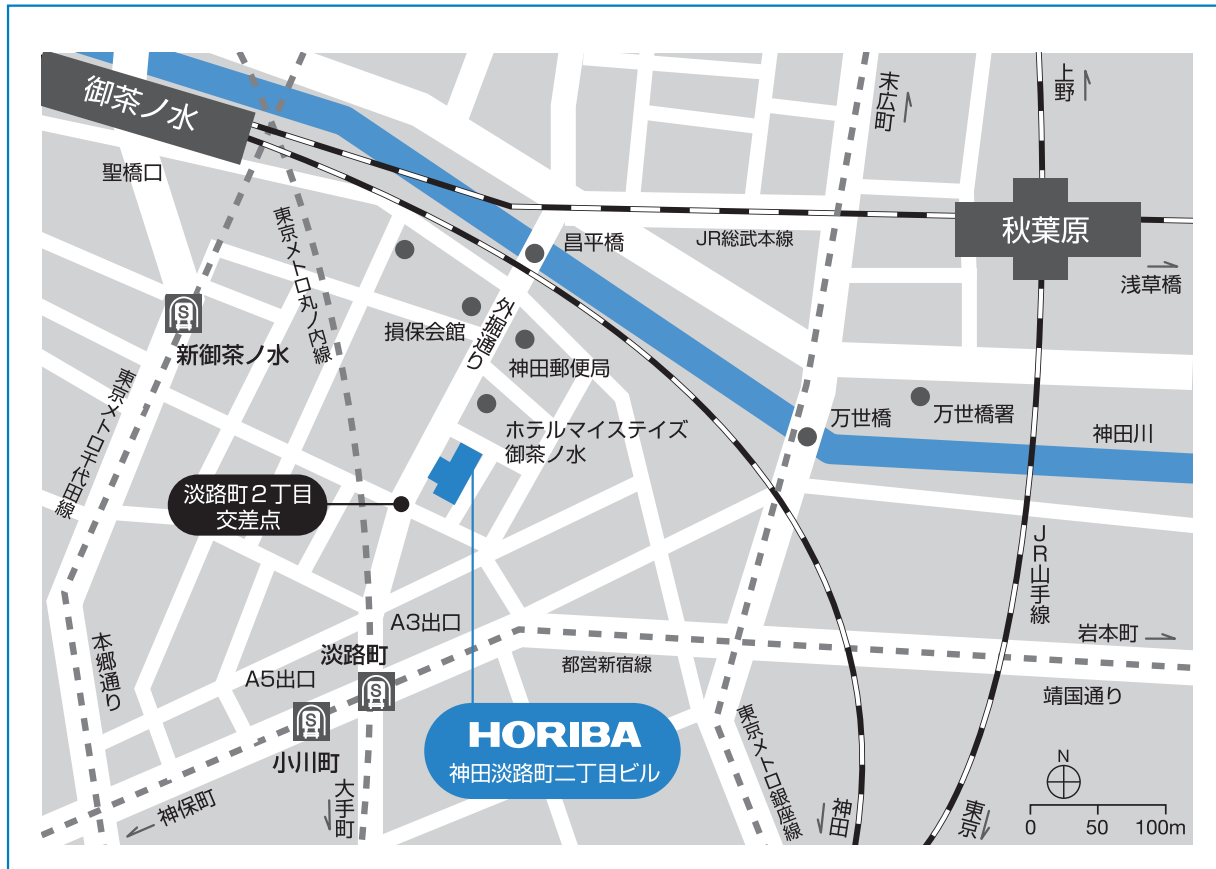 御茶ノ水
聖橋口
末広町
上野
東京メトロ丸ノ内線
昌平橋
JR総武本線
秋葉原
浅草橋
S
新御茶ノ水
損保会館
外堀通り
神田郵便局
東京メトロ千代田線
ホテルマイステイズ
御茶ノ水
万世橋
万世橋署
神田川
淡路町2丁目
交差点
JR山手線
A3出口
岩本町
本郷通り
淡路町
都営新宿線
A5出口
S
靖国通り
S
小川町
HORIBA
神田淡路町二丁目ビル
東京メトロ銀座線
神保町
大手町
神田
東京
N
0 50 100m